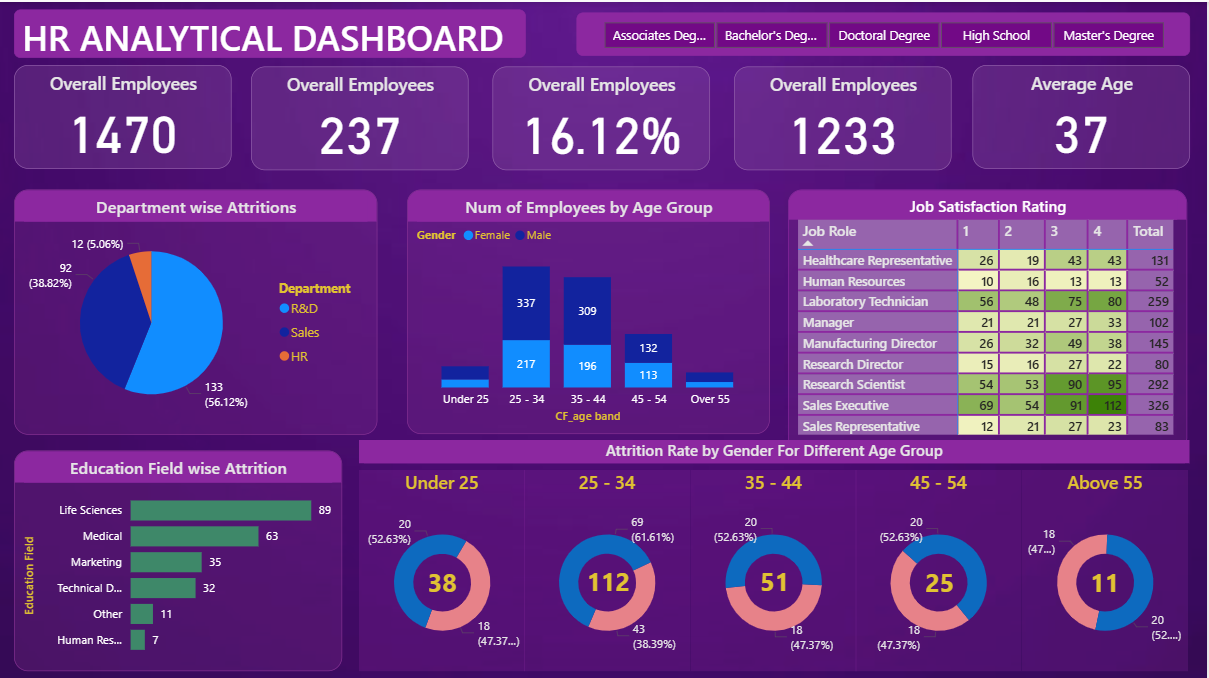 HR ANALYTICAL DASHBOARD
Associates Deg... Bachelor's Deg... Doctoral Degree High School Master's Degree
Overall Employees
1470
Overall Employees
237
Overall Employees
16.12%
Overall Employees
1233
Average Age
37
Department wise Attritions
12 (5.06%)
92
(38.82%)
133
(56.12%)
Department
R&D
Sales
HR
Num of Employees by Age Group
Gender Female Male
337
217
309
196
132
113
Under 25 25 - 34 35 - 44 45 - 54 Over 55
CF_age band
Job Satisfaction Rating
Job Role 1 2 3 4 Total
Healthcare Representative 26 19 43 43 131
Human Resources 10 16 13 13 52
Laboratory Technician 56 48 75 80 259
Manager 21 21 27 33 102
Manufacturing Director 26 32 49 38 145
Research Director 15 16 27 22 80
Research Scientist 54 53 90 95 292
Sales Executive 69 54 91 112 326
Sales Representative 12 21 27 23 83
Education Field wise Attrition
Education Field
Life Sciences 89
Medical 63
Marketing 35
Technical D... 32
Other 11
Human Res... 7
Attrition Rate by Gender For Different Age Group
Under 25
20
(52.63%)
38
18
(47.37...)
25 - 34
69
(61.61%)
112
43
(38.39%)
35 - 44
20
(52.63%)
51
18
(47.37%)
45 - 54
20
(52.63%)
25
18
(47.37%)
Above 55
18
(47...)
11
20
(52....)